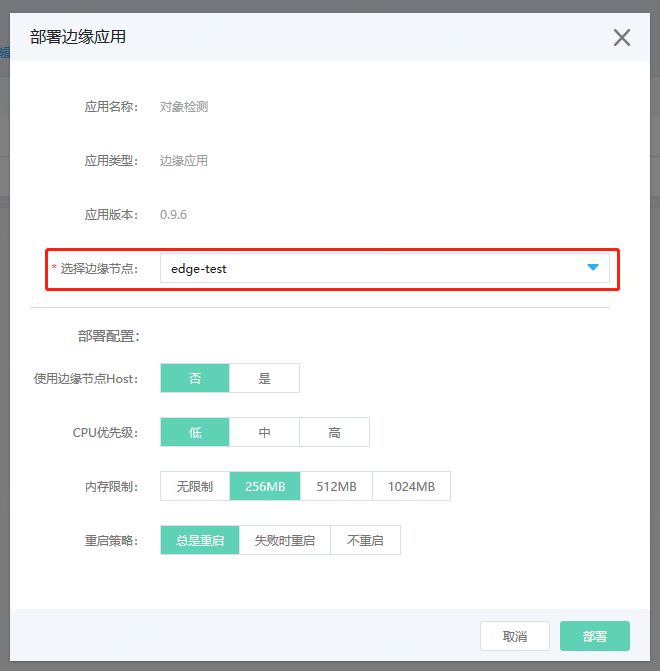 部署边缘应用
应用名称： 对象检测
应用类型： 边缘应用
应用版本： 0.9.6
* 选择边缘节点： edge-test
部署配置：
使用边缘节点Host： 否 是
CPU优先级： 低 中 高
内存限制： 无限制 256MB 512MB 1024MB
重启策略： 总是重启 失败时重启 不重启
取消 部署